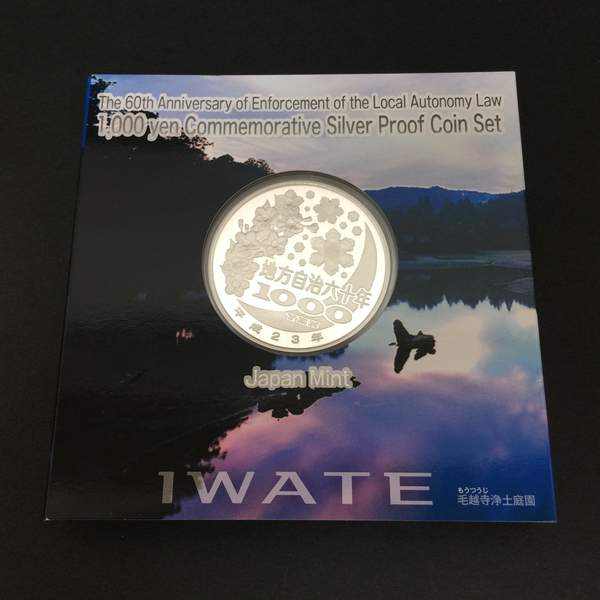 The 60th Anniversary of Enforcement of the Local Autonomy Law
1,000 yen Commemorative Silver Proof Coin Set
地方自治六十年
1000
平成23年
Japan Mint
IWATE
もうつうじ
毛越寺浄土庭園